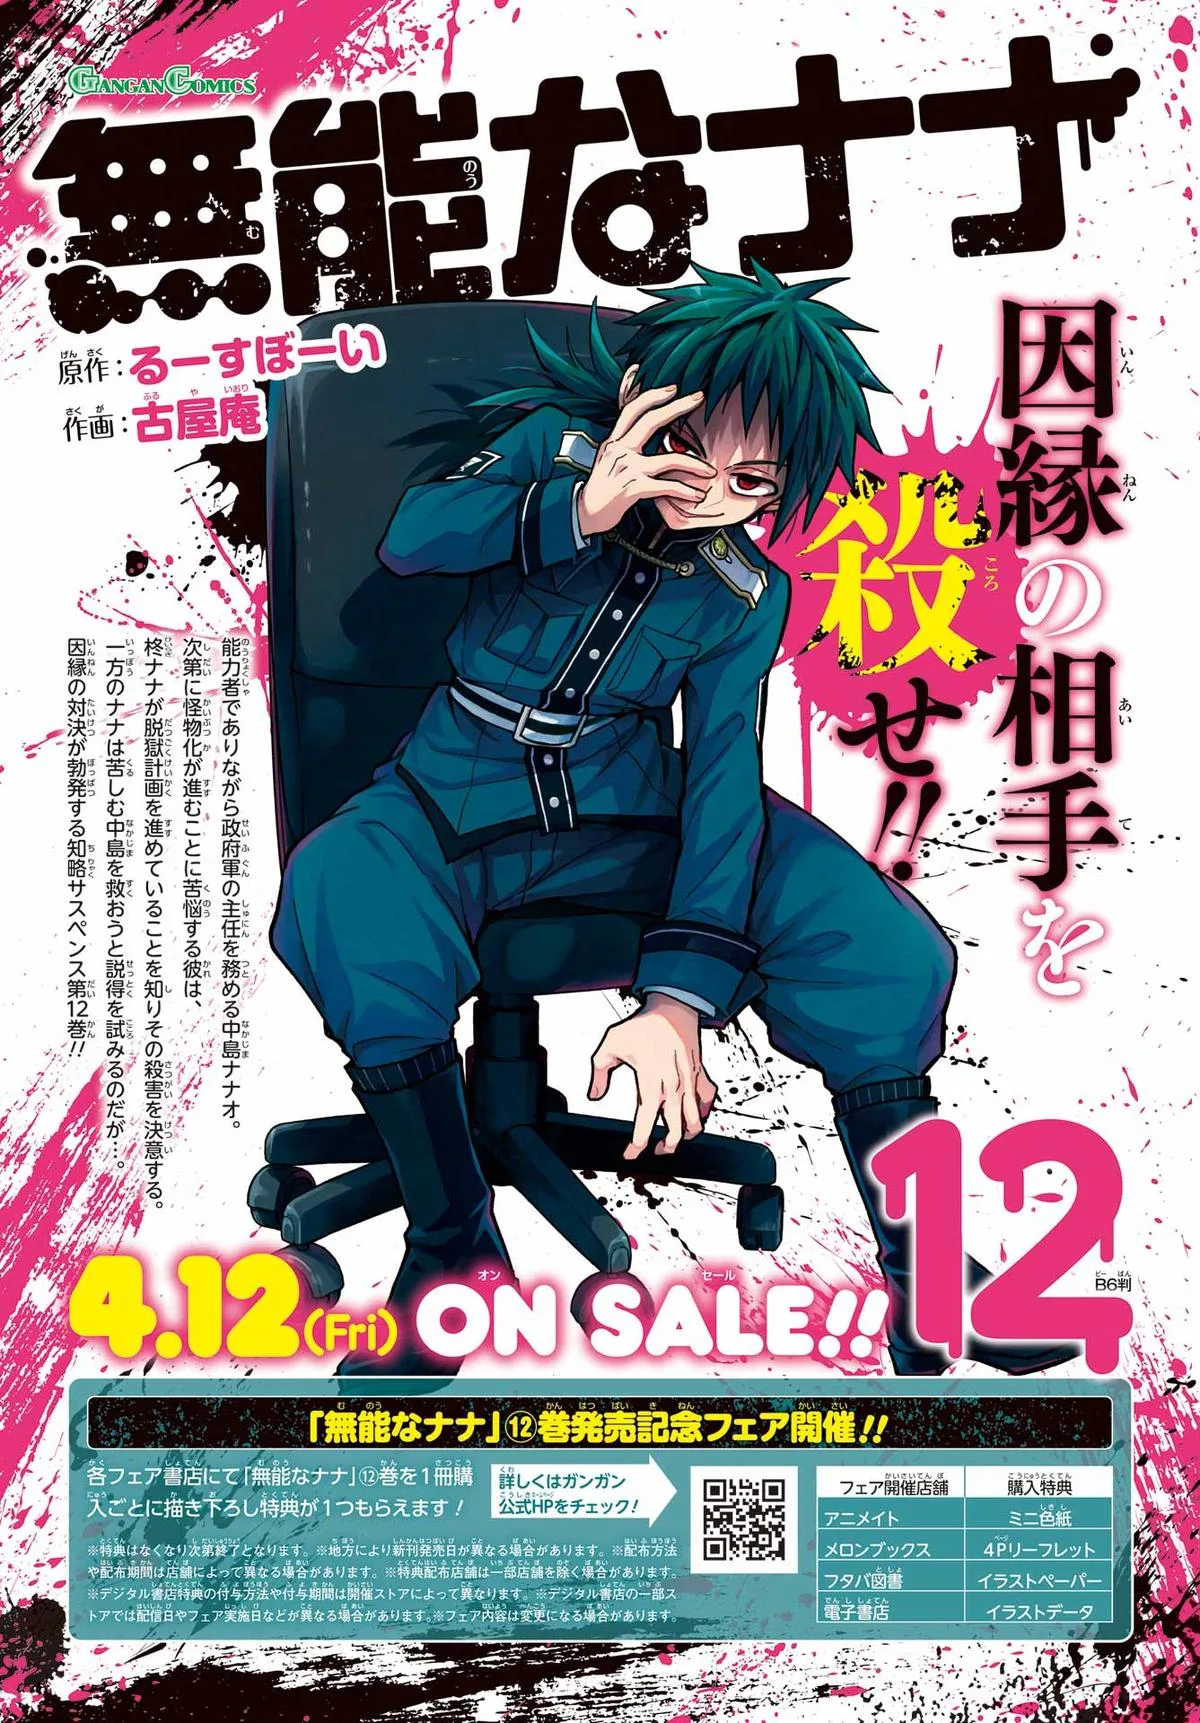 GANGAN COMICS
無能なナナ
原作：るーすぼーい
作画：古屋庵
因縁の相手を
殺せ!!
能力者でありながら政府軍の主任を務める中島ナナオ。
次第に怪物化が進むことに苦悩する彼は、
柊ナナが脱獄計画を進めていることを知りその殺害を決意する。
一方のナナは苦しむ中島を救おうと説得を試みるのだが…。
因縁の対決が勃発する知略サスペンス第12巻!!
12
B6判
4.12(Fri) ON SALE!!
「無能なナナ」⑫巻発売記念フェア開催!!
各フェア書店にて「無能なナナ」⑫巻を1冊購
入ごとに描き下ろし特典が1つもらえます！
詳しくはガンガン
公式HPをチェック！
※特典はなくなり次第終了となります。※地方により新刊発売日が異なる場合があります。※配布方法
や配布期間は店舗によって異なる場合があります。※特典配布店舗は一部店舗を除く場合があります。
※デジタル書店特典の付与方法や付与期間は開催ストアによって異なります。※デジタル書店の一部ス
トアでは配信日やフェア実施日などが異なる場合があります。※フェア内容は変更になる場合があります。
フェア開催店舗 購入特典
アニメイト ミニ色紙
メロンブックス 4Pリーフレット
フタバ図書 イラストペーパー
電子書店 イラストデータ